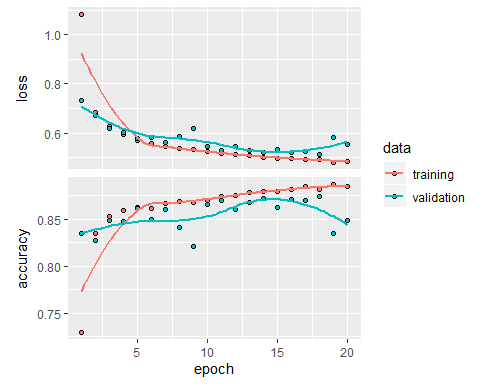 loss
1.0
0.8
0.6
accuracy
0.85
0.80
0.75
5 10 15 20
epoch
data
training
validation